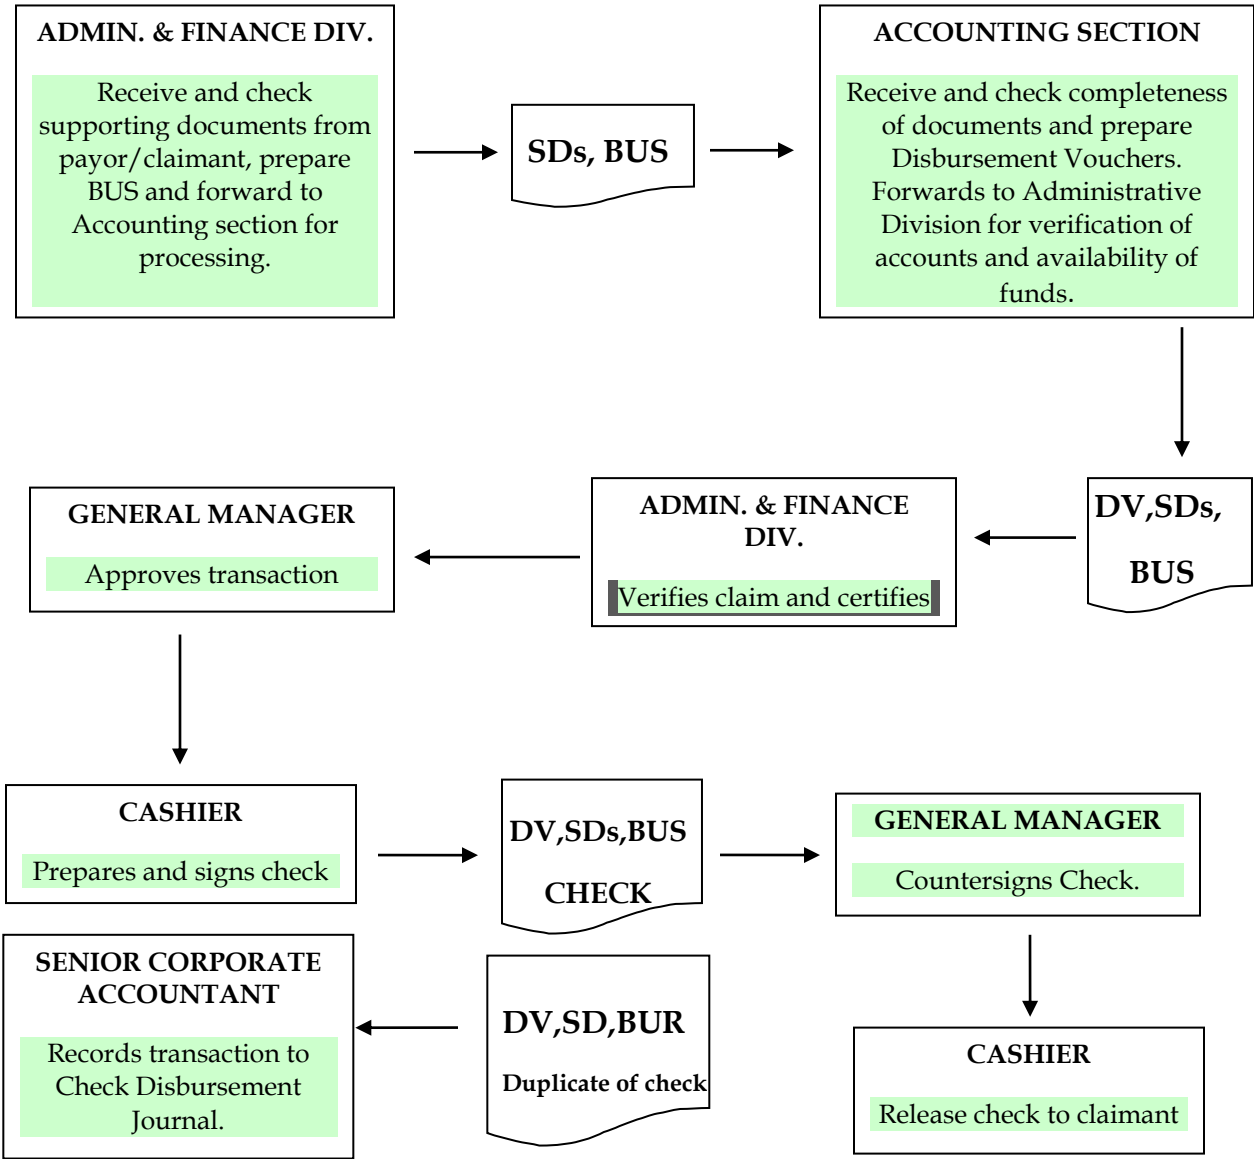 ADMIN. & FINANCE DIV.
Receive and check
supporting documents from
payor/claimant, prepare
BUS and forward to
Accounting section for
processing.
SDs, BUS
ACCOUNTING SECTION
Receive and check completeness
of documents and prepare
Disbursement Vouchers.
Forwards to Administrative
Division for verification of
accounts and availability of
funds.
DV,SDs,
BUS
ADMIN. & FINANCE
DIV.
Verifies claim and certifies
GENERAL MANAGER
Approves transaction
CASHIER
Prepares and signs check
DV,SDs,BUS
CHECK
GENERAL MANAGER
Countersigns Check.
CASHIER
Release check to claimant
DV,SD,BUR
Duplicate of check
SENIOR CORPORATE
ACCOUNTANT
Records transaction to
Check Disbursement
Journal.